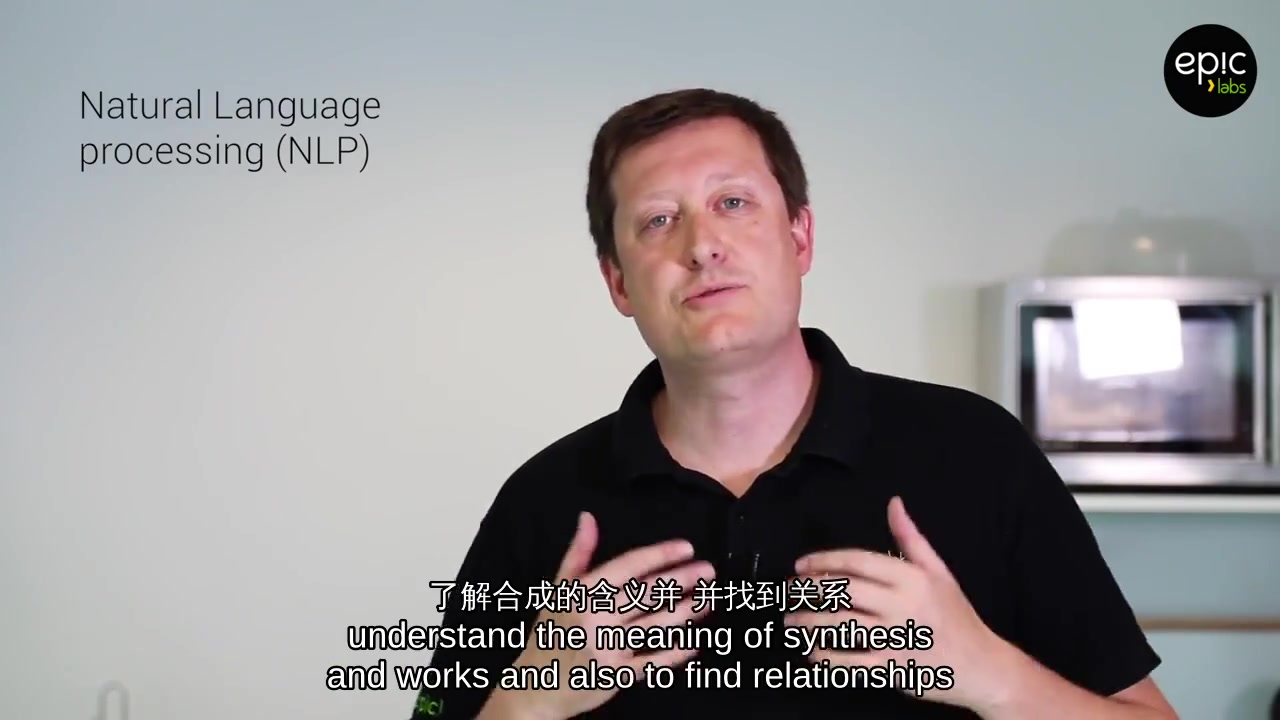 Natural Language
processing (NLP)
epic
labs
了解合成的含义并 并找到关系
understand the meaning of synthesis
and works and also to find relationships